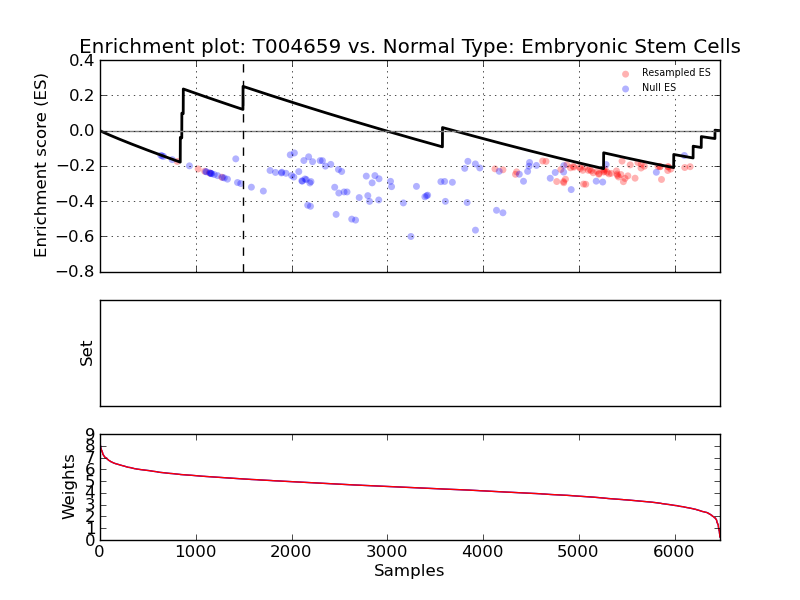 Enrichment plot: T004659 vs. Normal Type: Embryonic Stem Cells
Enrichment score (ES)
0.4
0.2
0.0
−0.2
−0.4
−0.6
−0.8
Resampled ES
Null ES
Set
Weights
9
8
7
6
5
4
3
2
1
0
0 1000 2000 3000 4000 5000 6000
Samples